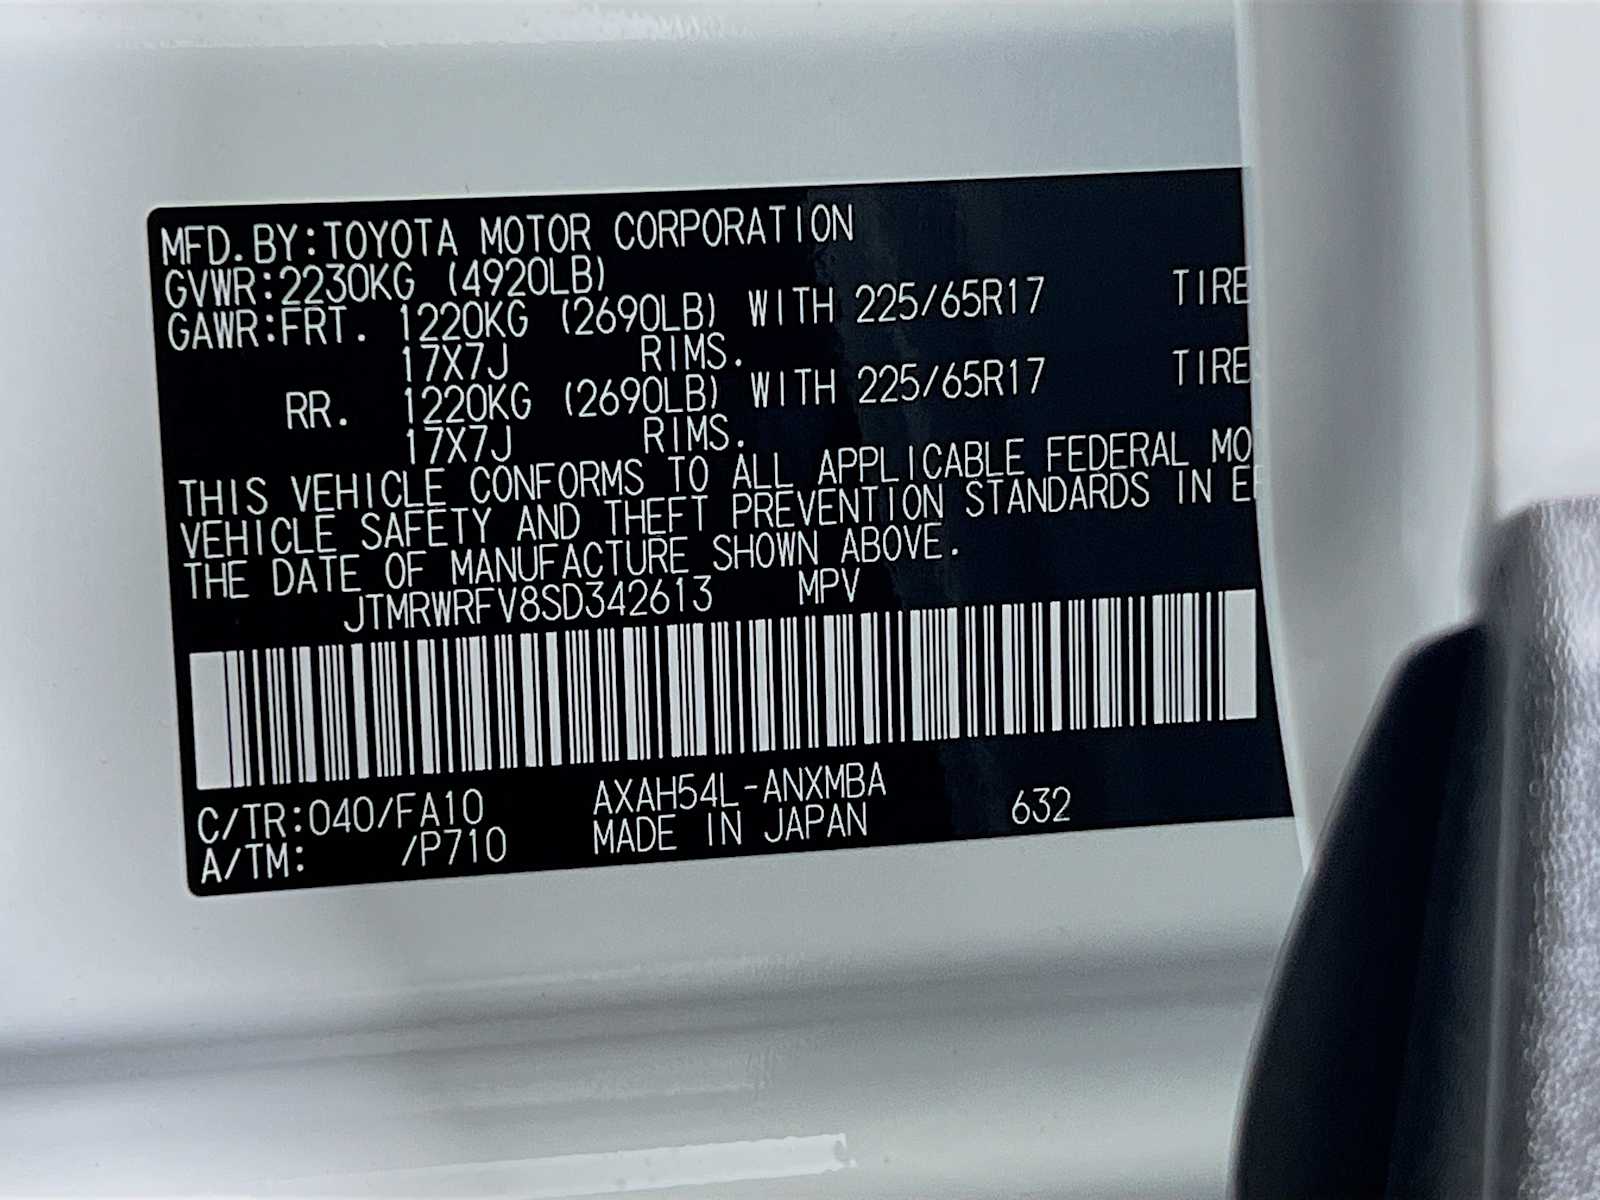 MFD.BY:TOYOTA MOTOR CORPORATION
GVWR:2230KG (4920LB)
GAWR:FRT. 1220KG (2690LB) WITH 225/65R17 TIRE
17X7J RIMS.
RR. 1220KG (2690LB) WITH 225/65R17 TIRE
17X7J RIMS.
THIS VEHICLE CONFORMS TO ALL APPLICABLE FEDERAL MO
VEHICLE SAFETY AND THEFT PREVENTION STANDARDS IN
THE DATE OF MANUFACTURE SHOWN ABOVE.
JTMRWRFV8SD342613 MPV
C/TR:040/FA10 AXAH54L-ANXMBA 632
A/TM: /P710 MADE IN JAPAN